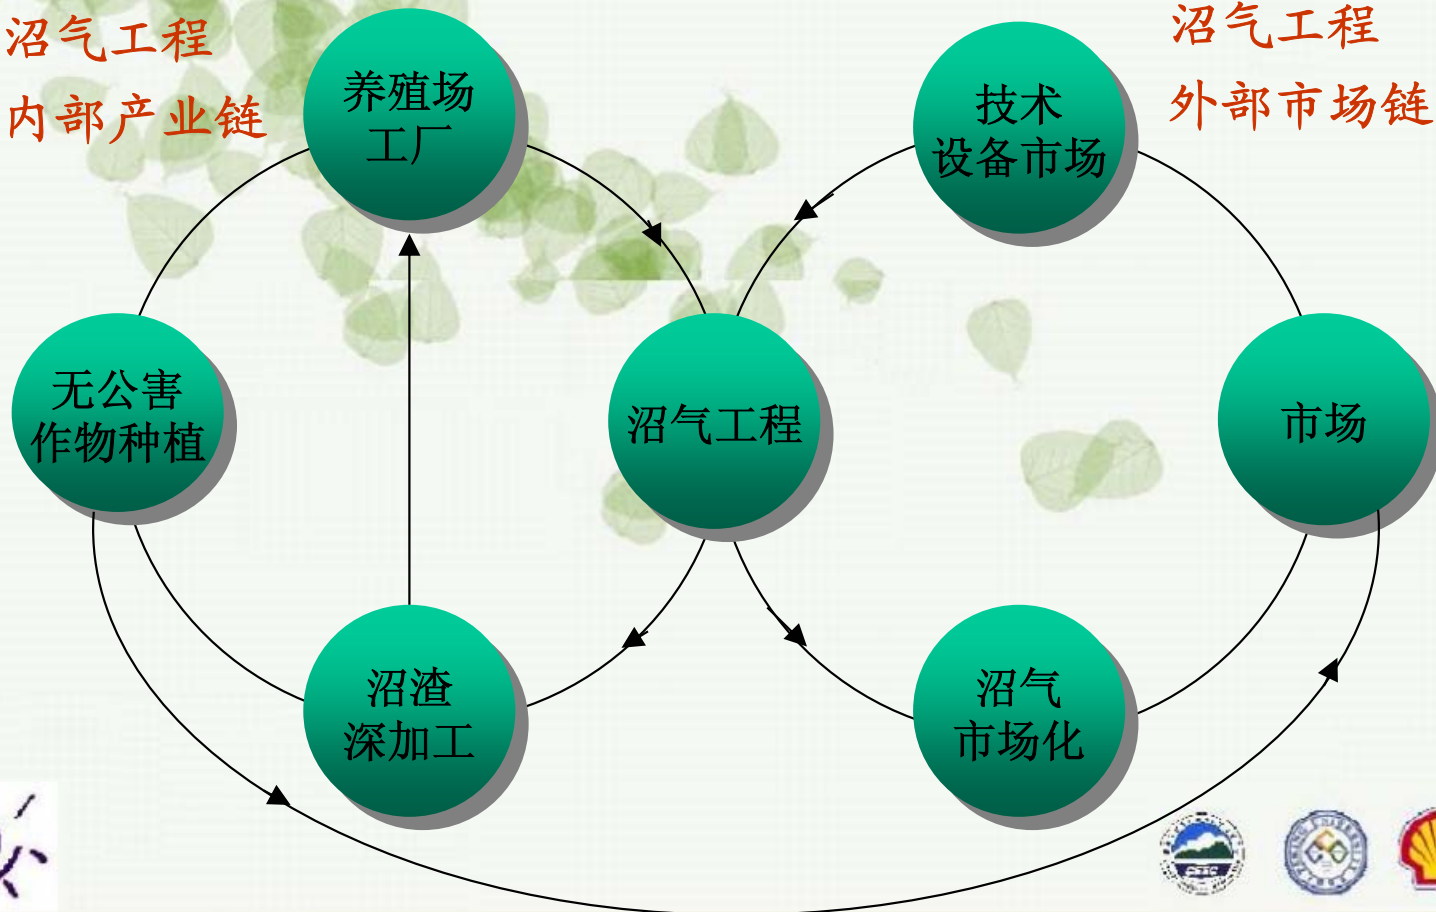 沼气工程
内部产业链
沼气工程
外部市场链
养殖场
工厂
技术
设备市场
无公害
作物种植
沼气工程
市场
沼渣
深加工
沼气
市场化